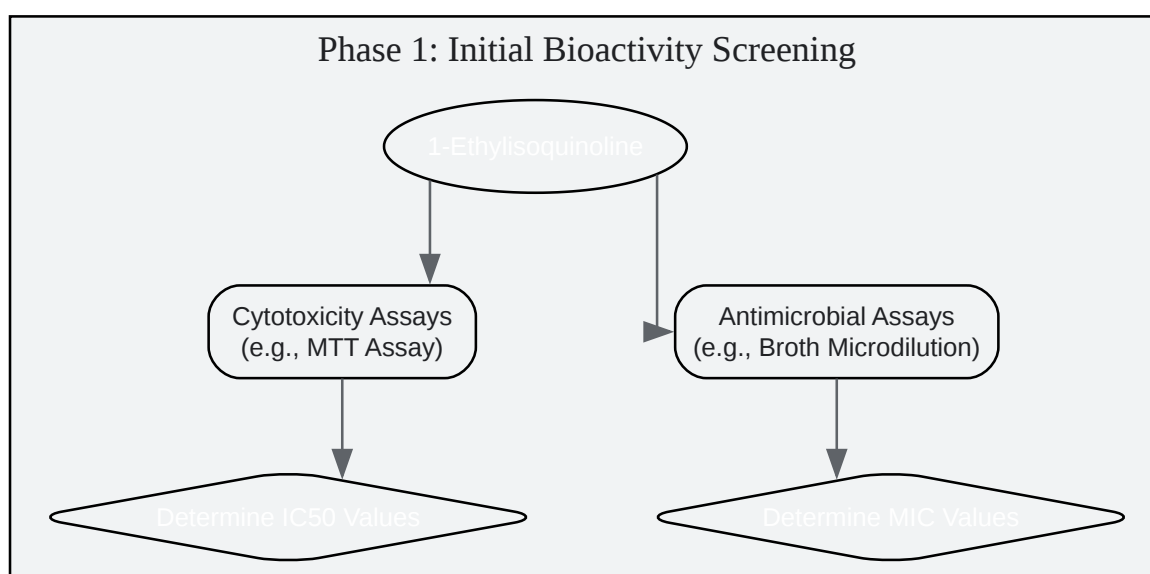 Phase 1: Initial Bioactivity Screening
1-Ethylisoquinoline
Cytotoxicity Assays
(e.g., MTT Assay)
Antimicrobial Assays
(e.g., Broth Microdilution)
Determine IC50 Values
Determine MIC Values